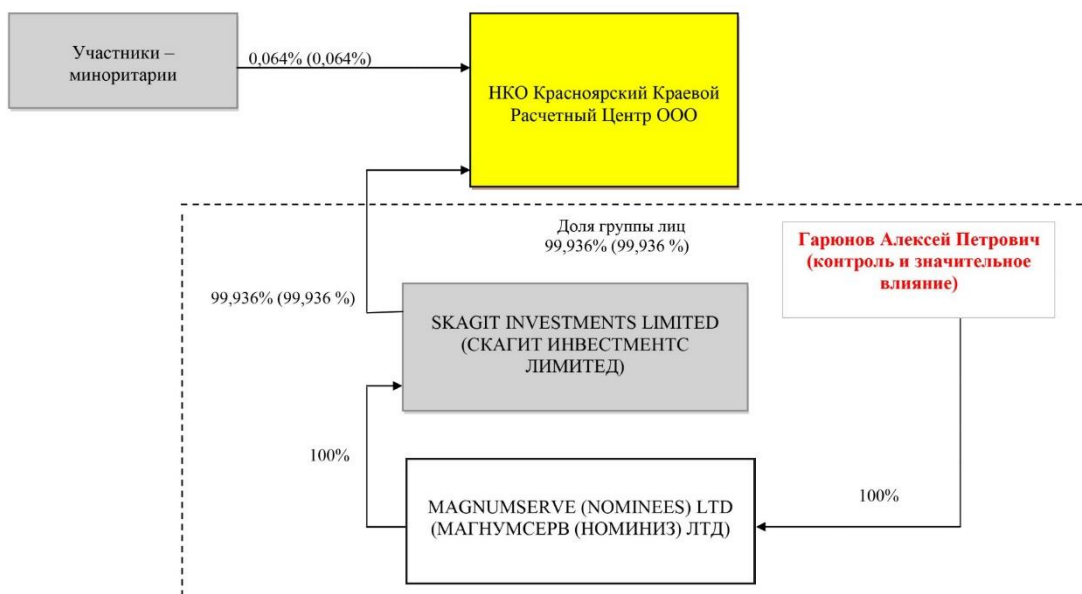 Участники –
миноритарии
0,064% (0,064%)
НКО Красноярский Краевой
Расчетный Центр ООО
Доля группы лиц
99,936% (99,936 %)
Гарюнов Алексей Петрович
(контроль и значительное
влияние)
99,936% (99,936 %)
SKAGIT INVESTMENTS LIMITED
(СКАГИТ ИНВЕСТМЕНТС
ЛИМИТЕД)
100%
MAGNUMSERVE (NOMINEES) LTD
(МАГНУМСЕРВ (НОМИНИЗ) ЛТД)
100%